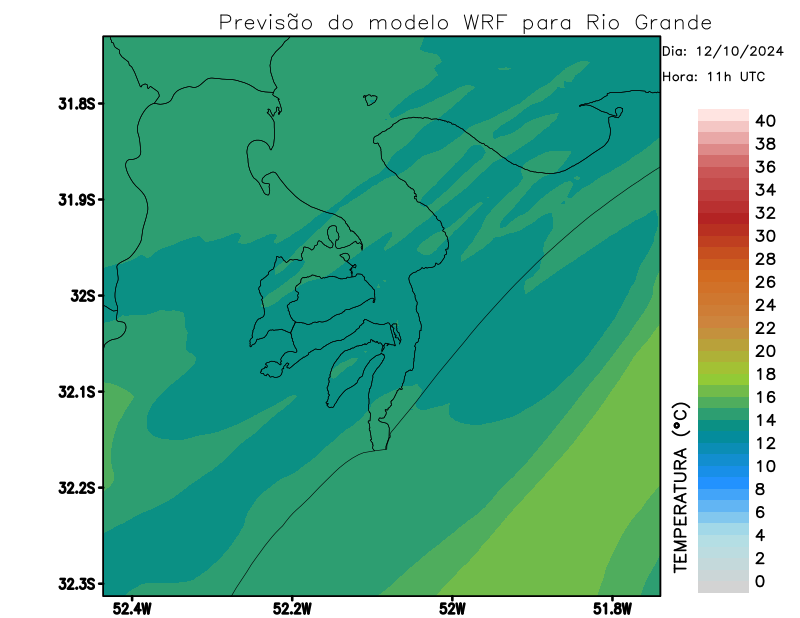 Previsão do modelo WRF para Rio Grande
Dia: 12/10/2024
Hora: 11h UTC
31.8S
31.9S
32S
32.1S
32.2S
32.3S
52.4W
52.2W
52W
51.8W
TEMPERATURA (°C)
40
38
36
34
32
30
28
26
24
22
20
18
16
14
12
10
8
6
4
2
0